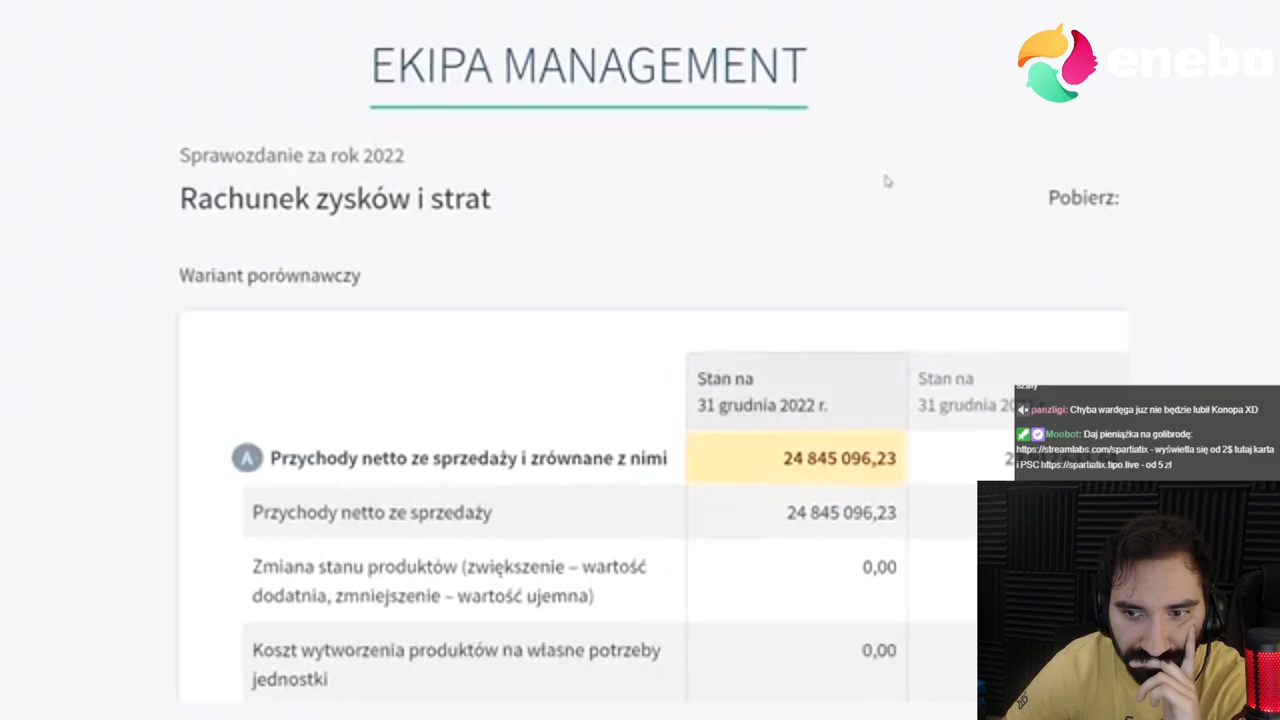 EKIPA MANAGEMENT
eneba
Sprawozdanie za rok 2022
Rachunek zysków i strat
Pobierz:
Wariant porównawczy
Stan na
31 grudnia 2022 r.
Stan na
31 grudnia
A Przychody netto ze sprzedaży i zrównane z nimi
24 845 096,23
Przychody netto ze sprzedaży
24 845 096,23
Zmiana stanu produktów (zwiększenie – wartość
dodatnia, zmniejszenie – wartość ujemna)
0,00
Koszt wytworzenia produktów na własne potrzeby
jednostki
0,00
panzligi: Chyba wardęga juz nie będzie lubił Konopa XD
Moobot: Daj pieniążka na golibrodę:
https://streamlabs.com/spartiatix - wyświetla się od 2$ tutaj karta
i PSC https://spartiatix.tipo.live - od 5 zł